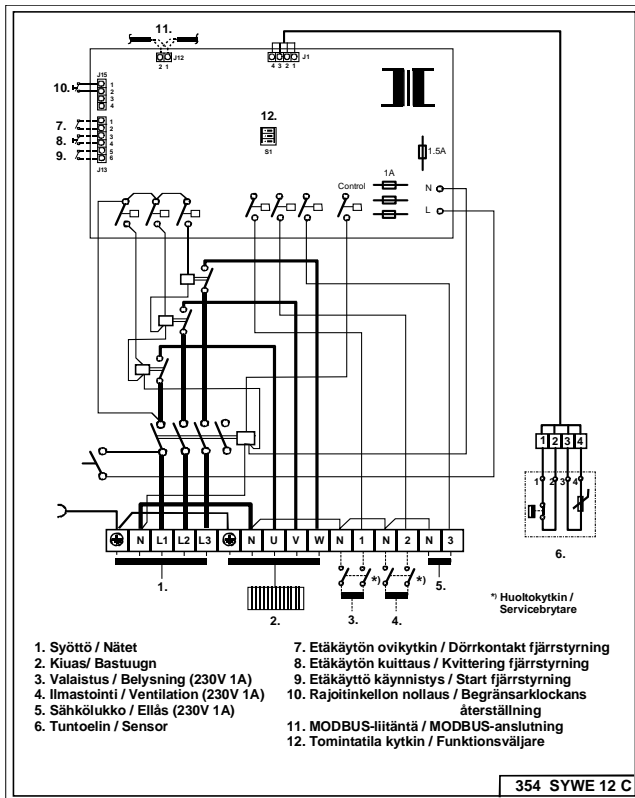 11.
J12
2 1
J1
4 3 2 1
J15
10.
1
2
3
4
12.
S1
7.
8.
9.
1
2
3
4
5
6
J13
1.5A
1A
Control
N
L
N L1 L2 L3 N U V W N 1 N 2 N 3
*) *)
1. 2. 3. 4. 5.
1 2 3 4
1 2 3 4
6.
*) Huoltokytkin /
Servicebrytare
1. Syöttö / Nätet
2. Kiuas/ Bastuugn
3. Valaistus / Belysning (230V 1A)
4. Ilmastointi / Ventilation (230V 1A)
5. Sähkölukko / Ellås (230V 1A)
6. Tuntoelin / Sensor
7. Etäkäytön ovikytkin / Dörrkontakt fjärrstyrning
8. Etäkäytön kuittaus / Kvittering fjärrstyrning
9. Etäkäyttö käynnistys / Start fjärrstyrning
10. Rajoitinkellon nollaus / Begränsarklockans
återställning
11. MODBUS-liitäntä / MODBUS-anslutning
12. Tomintatila kytkin / Funktionsväljare
354 SYWE 12 C